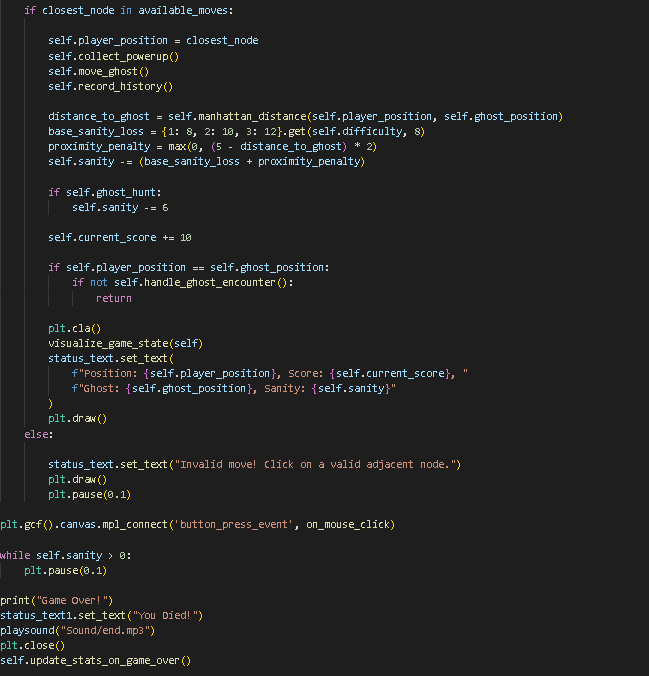 if closest_node in available_moves:
self.player_position = closest_node
self.collect_powerup()
self.move_ghost()
self.record_history()
distance_to_ghost = self.manhattan_distance(self.player_position, self.ghost_position)
base_sanity_loss = {1: 8, 2: 10, 3: 12}.get(self.difficulty, 8)
proximity_penalty = max(0, (5 - distance_to_ghost) * 2)
self.sanity -= (base_sanity_loss + proximity_penalty)
if self.ghost_hunt:
self.sanity -= 6
self.current_score += 10
if self.player_position == self.ghost_position:
if not self.handle_ghost_encounter():
return
plt.cla()
visualize_game_state(self)
status_text.set_text(
f"Position: {self.player_position}, Score: {self.current_score}, "
f"Ghost: {self.ghost_position}, Sanity: {self.sanity}"
)
plt.draw()
else:
status_text.set_text("Invalid move! Click on a valid adjacent node.")
plt.draw()
plt.pause(0.1)
plt.gcf().canvas.mpl_connect('button_press_event', on_mouse_click)
while self.sanity > 0:
plt.pause(0.1)
print("Game Over!")
status_text1.set_text("You Died!")
playsound("Sound/end.mp3")
plt.close()
self.update_stats_on_game_over()